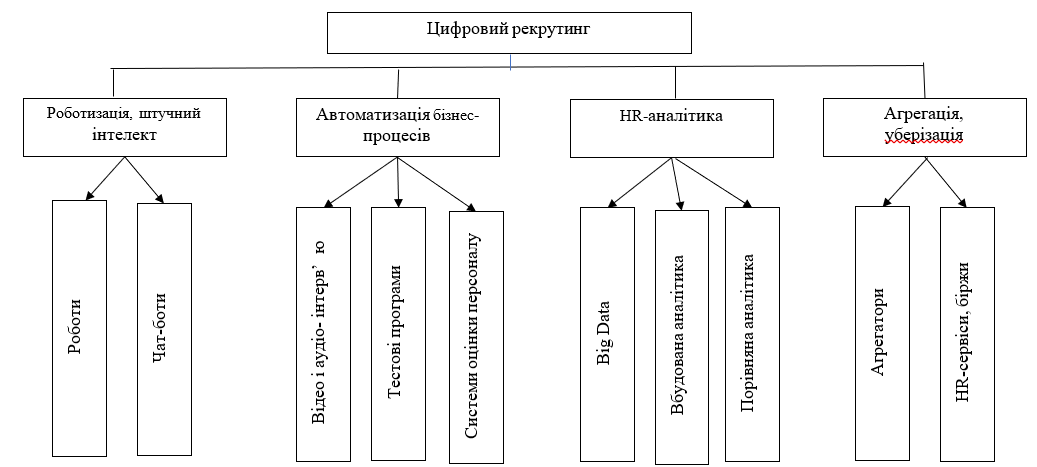 Цифровий рекрутинг
Роботизація, штучний
інтелект
Автоматизація бізнес-
процесів
HR-аналітика
Агрегація,
уберізація
Роботи
Чат-боти
Відео і аудіо- інтерв’ ю
Тестові програми
Системи оцінки персоналу
Big Data
Вбудована аналітика
Порівняна аналітика
Агрегатори
HR-сервіси, біржи